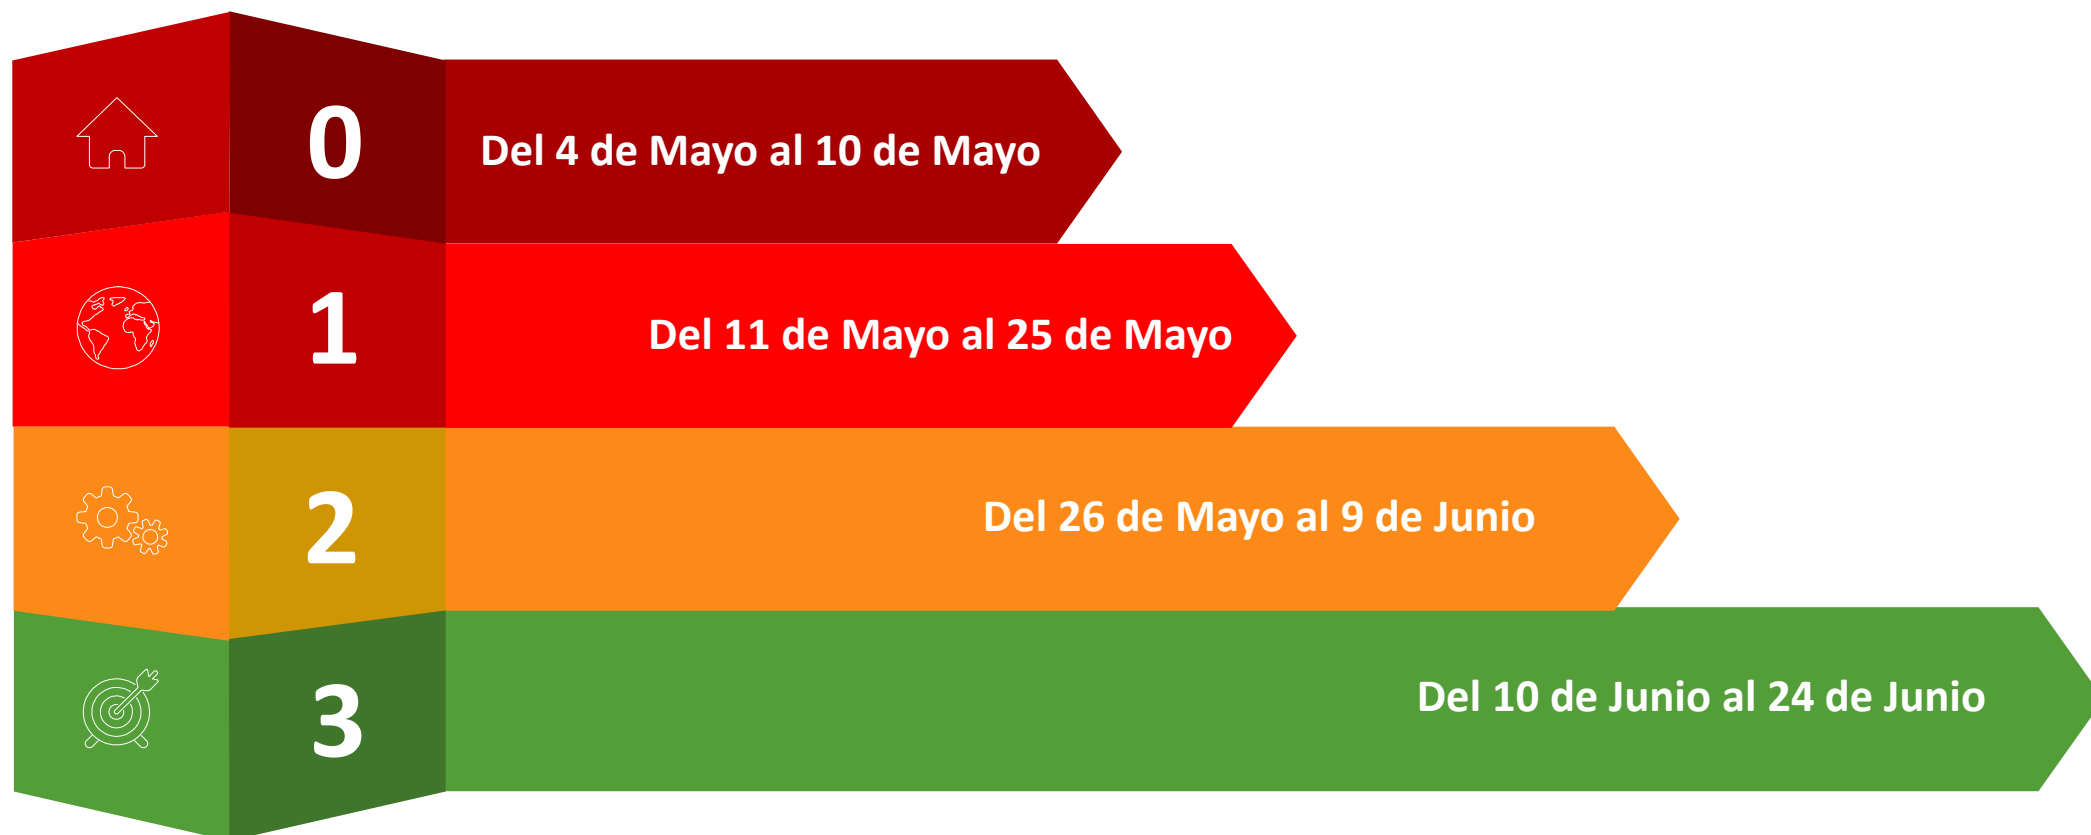 0
Del 4 de Mayo al 10 de Mayo
1
Del 11 de Mayo al 25 de Mayo
2
Del 26 de Mayo al 9 de Junio
3
Del 10 de Junio al 24 de Junio